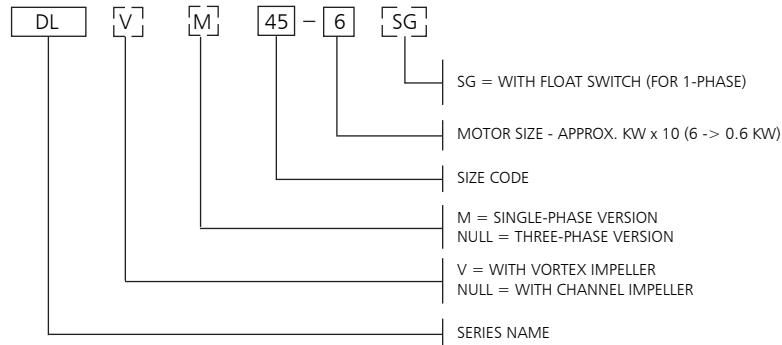 DL V M 45 – 6 SG
SG = WITH FLOAT SWITCH (FOR 1-PHASE)
MOTOR SIZE - APPROX. KW x 10 (6 -> 0.6 KW)
SIZE CODE
M = SINGLE-PHASE VERSION
NULL = THREE-PHASE VERSION
V = WITH VORTEX IMPELLER
NULL = WITH CHANNEL IMPELLER
SERIES NAME